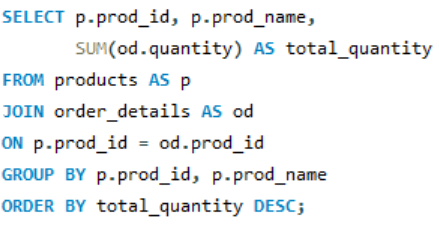 SELECT p.prod_id, p.prod_name,
SUM(od.quantity) AS total_quantity
FROM products AS p
JOIN order_details AS od
ON p.prod_id = od.prod_id
GROUP BY p.prod_id, p.prod_name
ORDER BY total_quantity DESC;